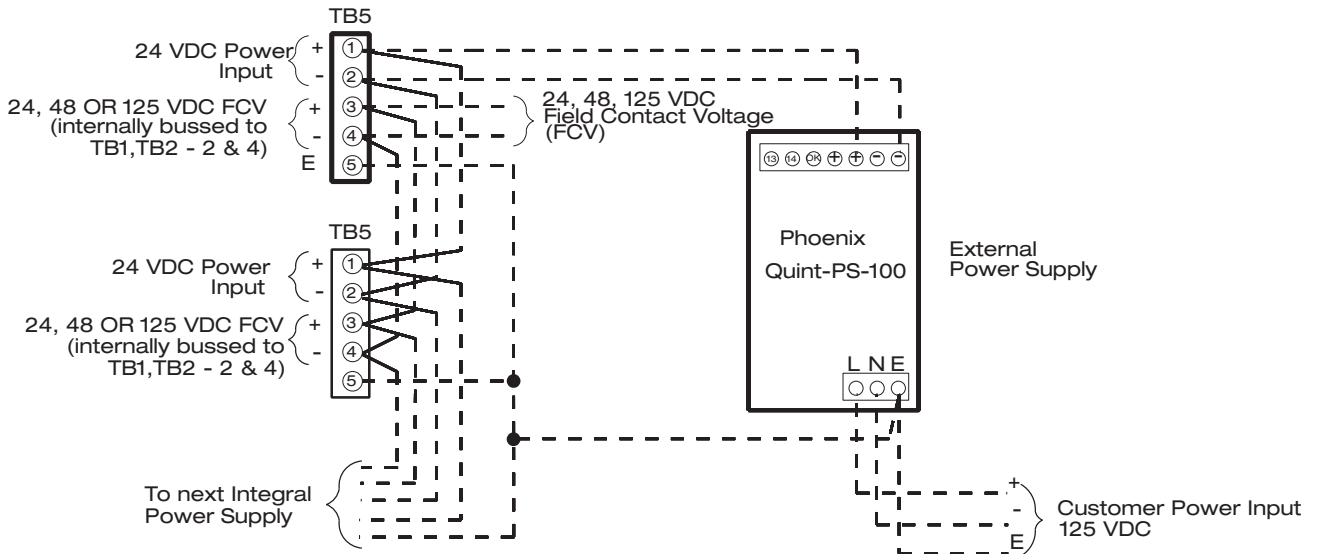 TB5
24 VDC Power
Input
+
-
1
2
3
4
5
24, 48 OR 125 VDC FCV
(internally bussed to
TB1,TB2 - 2 & 4)
+
-
E
24, 48, 125 VDC
Field Contact Voltage
(FCV)
13 14 OK + + - -
Phoenix
Quint-PS-100
External
Power Supply
L N E
TB5
24 VDC Power
Input
+
-
1
2
3
4
5
24, 48 OR 125 VDC FCV
(internally bussed to
TB1,TB2 - 2 & 4)
+
-
To next Integral
Power Supply
+
-
E
Customer Power Input
125 VDC